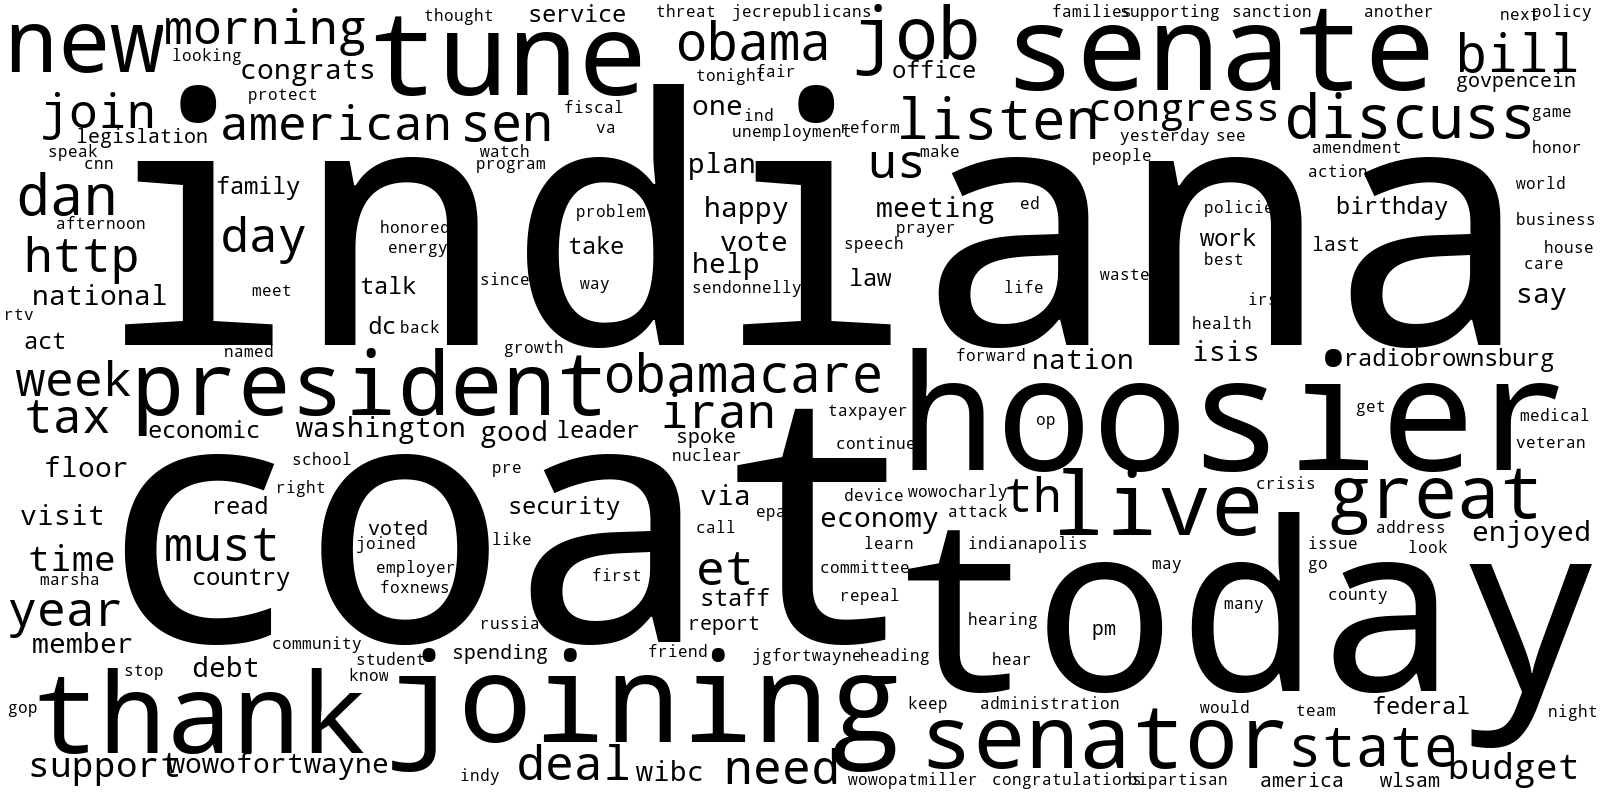 thought service threat jecrepublicans families supporting sanction another next policy
new morning tune obama job senate bill
looking congrats tonight fair office govpencein
protect
join american sen fiscal one ind listen congress discuss game
legislation va unemployment reform yesterday see
speak cnn watch program plan us make people amendment action honor
indiana
dan family honored problem happy meeting ed policie birthday world
afternoon day energy take vote prayer speech work last business
http talk since way help law life waste best house care
national meet sendonnelly irs say
rtv dc back health
act named growth isis forward nation radiobrownsburg
week president obamacare hoosier
tax iran taxpayer op get medical
economic washington good leader spoke continue veteran
floor school pre nuclear
coat
right via device wowocharly th live crisis great
visit read security epa economy attack
must voted call address enjoyed
time joined like learn indianapolis issue look
marsha country employer first et committee today may go
year foxnews staff repeal many county
member russia report hearing pm
community spending friend jgfortwayne heading hear
stop debt student know
gop thank joining keep administration would team federal night
senator state
support wowofortwayne indy deal wibc need wowopatmiller congratulations bipartisan america wlsam budget